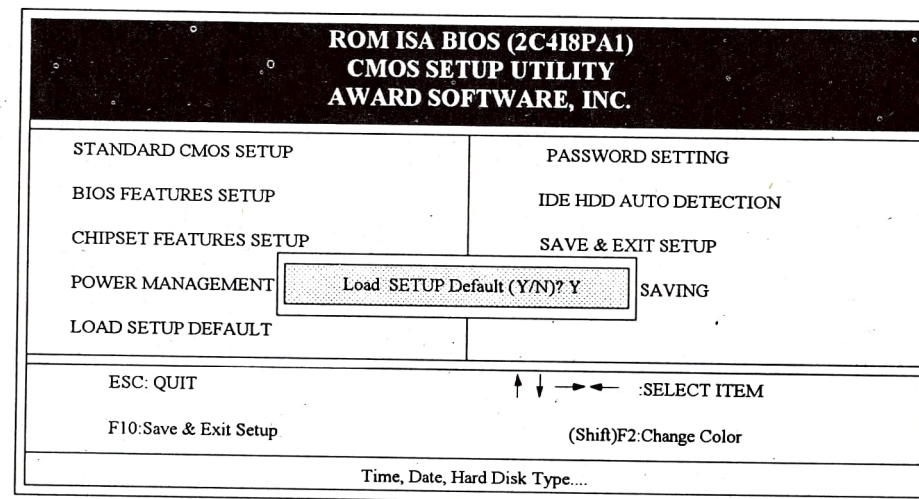 ROM ISA BIOS (2C4I8PA1)
CMOS SETUP UTILITY
AWARD SOFTWARE, INC.
STANDARD CMOS SETUP
BIOS FEATURES SETUP
CHIPSET FEATURES SETUP
POWER MANAGEMENT
LOAD SETUP DEFAULT
PASSWORD SETTING
IDE HDD AUTO DETECTION
SAVE & EXIT SETUP
SAVING
Load SETUP Default (Y/N)? Y
ESC: QUIT
↑ ↓ → ← :SELECT ITEM
F10:Save & Exit Setup
(Shift)F2:Change Color
Time, Date, Hard Disk Type....